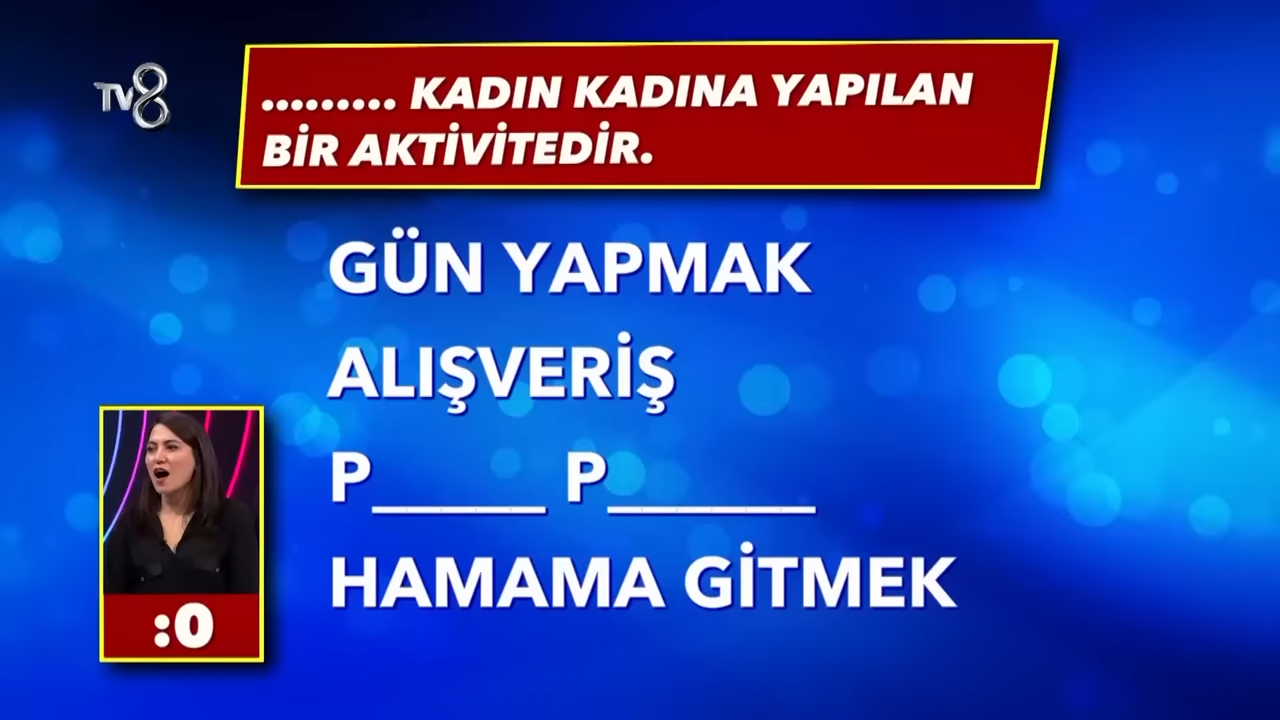 TV8
......... KADIN KADINA YAPILAN
BİR AKTİVİTEDİR.
GÜN YAPMAK
ALIŞVERİŞ
P_____ P______
HAMAMA GİTMEK
:0